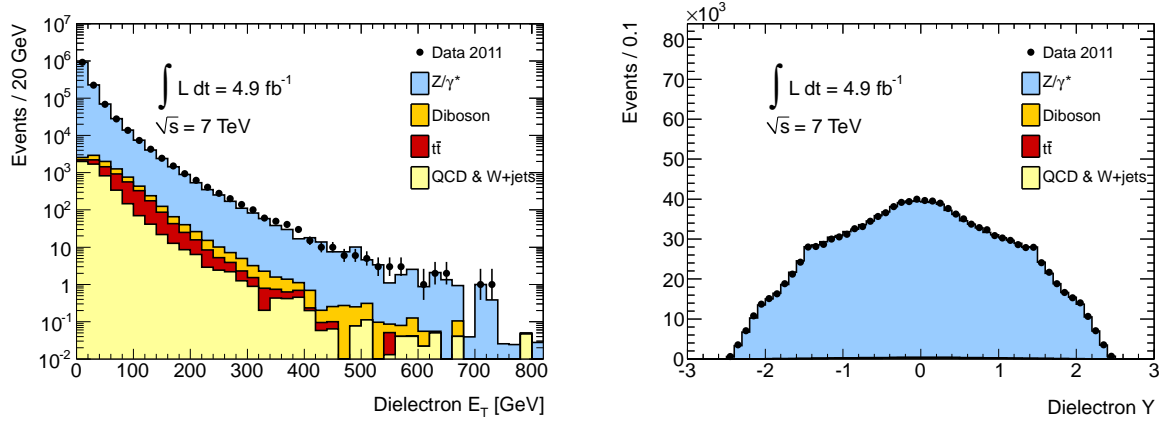 Events / 20 GeV
10^7
10^6
10^5
10^4
10^3
10^2
10
1
10^-1
10^-2
∫ L dt = 4.9 fb^-1
√s = 7 TeV
Data 2011
Z/γ*
Diboson
tt̄
QCD & W+jets
0 100 200 300 400 500 600 700 800
Dielectron E_T [GeV]
×10^3
Events / 0.1
80
70
60
50
40
30
20
10
0
∫ L dt = 4.9 fb^-1
√s = 7 TeV
Data 2011
Z/γ*
Diboson
tt̄
QCD & W+jets
-3 -2 -1 0 1 2 3
Dielectron Y